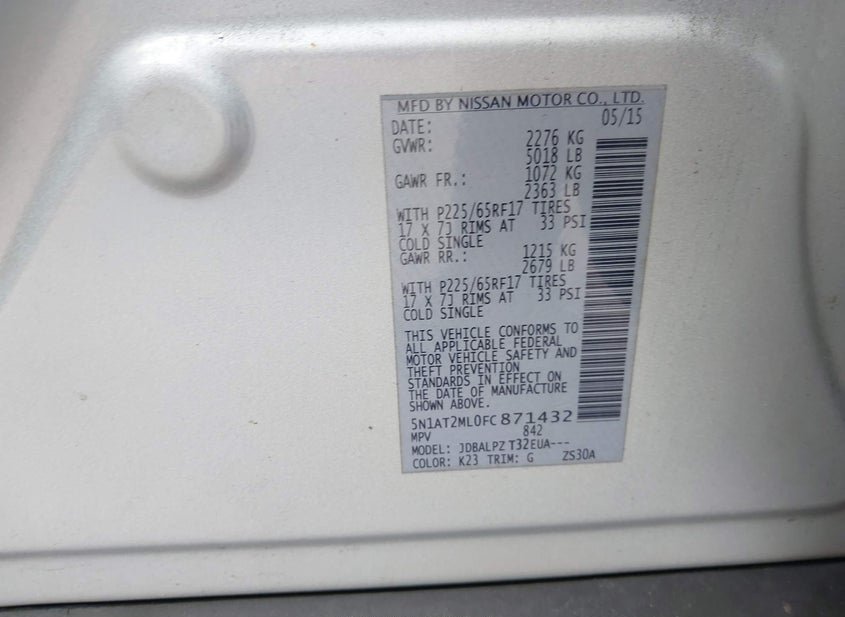 MFD BY NISSAN MOTOR CO., LTD.
DATE: 05/15
GVWR: 2276 KG
5018 LB
GAWR FR.: 1072 KG
2363 LB
WITH P225/65RF17 TIRES
17 X 7J RIMS AT 33 PSI
COLD SINGLE
GAWR RR.: 1215 KG
2679 LB
WITH P225/65RF17 TIRES
17 X 7J RIMS AT 33 PSI
COLD SINGLE
THIS VEHICLE CONFORMS TO
ALL APPLICABLE FEDERAL
MOTOR VEHICLE SAFETY AND
THEFT PREVENTION
STANDARDS IN EFFECT ON
THE DATE OF MANUFACTURE
SHOWN ABOVE.
5N1AT2ML0FC871432
MPV 842
MODEL: JDBALPZ T32EUA---
COLOR: K23 TRIM: G ZS30A